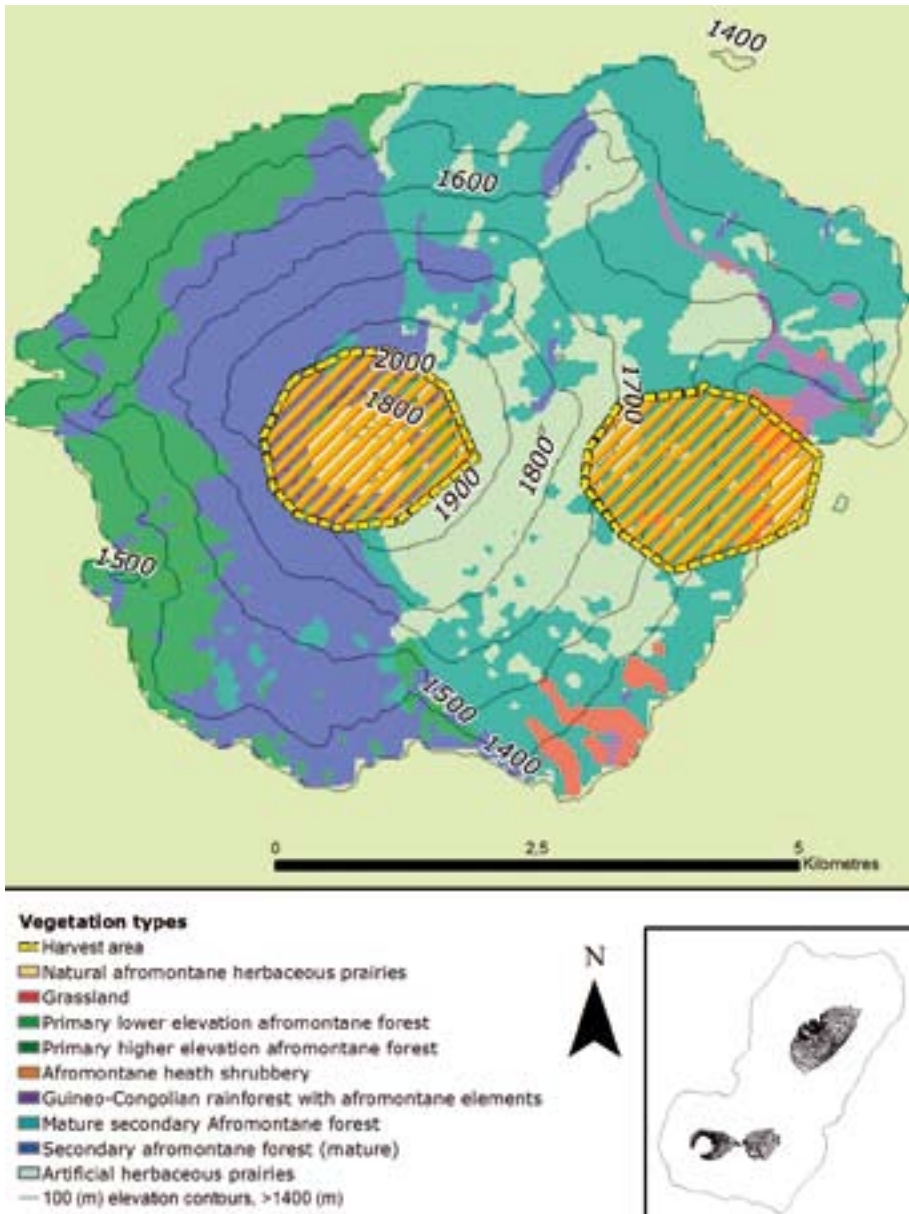 1400
1600
2000
1800
1700
1800
1900
1500
1500
1400
0 2,5 5
Kilometres
Vegetation types
Harvest area
Natural afromontane herbaceous prairies
Grassland
Primary lower elevation afromontane forest
Primary higher elevation afromontane forest
Afromontane heath shrubbery
Guineo-Congolian rainforest with afromontane elements
Mature secondary Afromontane forest
Secondary afromontane forest (mature)
Artificial herbaceous prairies
100 (m) elevation contours, >1400 (m)
N